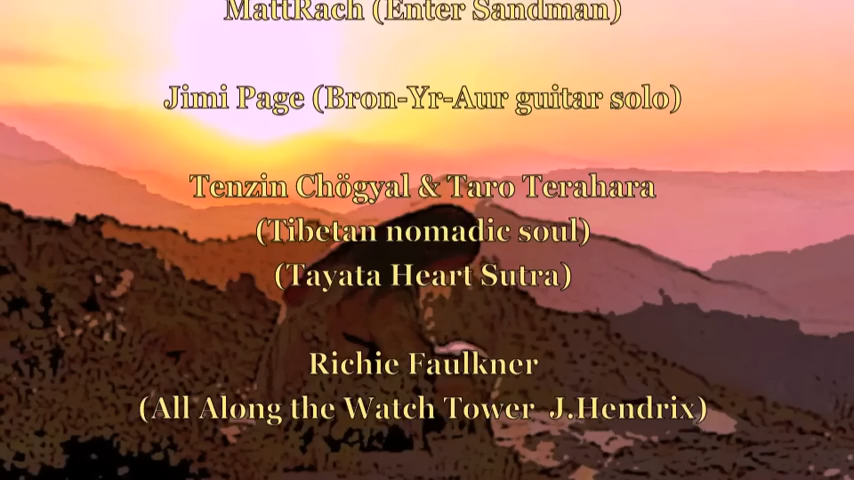 MattRach (Enter Sandman)
Jimi Page (Bron-Yr-Aur guitar solo)
Tenzin Chögyal & Taro Terahara
(Tibetan nomadic soul)
(Tayata Heart Sutra)
Richie Faulkner
(All Along the Watch Tower J.Hendrix)